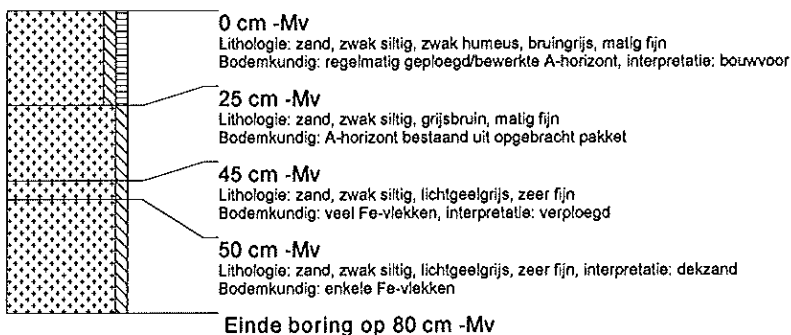 0 cm -Mv
Lithologie: zand, zwak siltig, zwak humeus, bruingrijs, matig fijn
Bodemkundig: regelmatig geploegd/bewerkte A-horizont, interpretatie: bouwvoor
25 cm -Mv
Lithologie: zand, zwak siltig, grijsbruin, matig fijn
Bodemkundig: A-horizont bestaand uit opgebracht pakket
45 cm -Mv
Lithologie: zand, zwak siltig, lichtgeelgrijs, zeer fijn
Bodemkundig: veel Fe-vlekken, interpretatie: verploegd
50 cm -Mv
Lithologie: zand, zwak siltig, lichtgeelgrijs, zeer fijn, interpretatie: dekzand
Bodemkundig: enkele Fe-vlekken
Einde boring op 80 cm -Mv